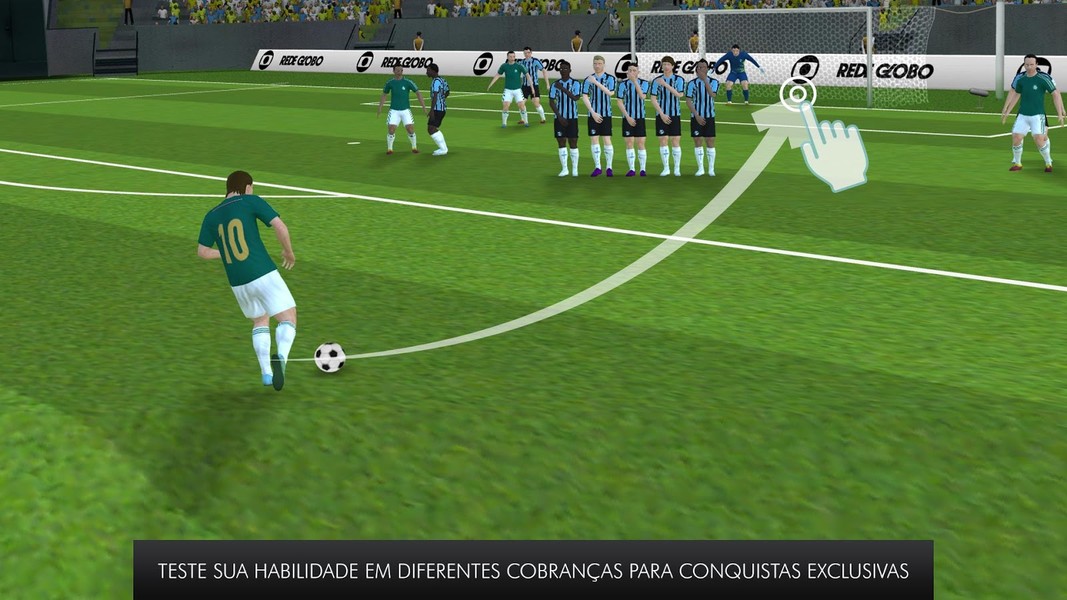 REDE GLOBO
REDE GLOBO
REDE GLOBO
REDE GLOBO
10
TESTE SUA HABILIDADE EM DIFERENTES COBRANÇAS PARA CONQUISTAS EXCLUSIVAS